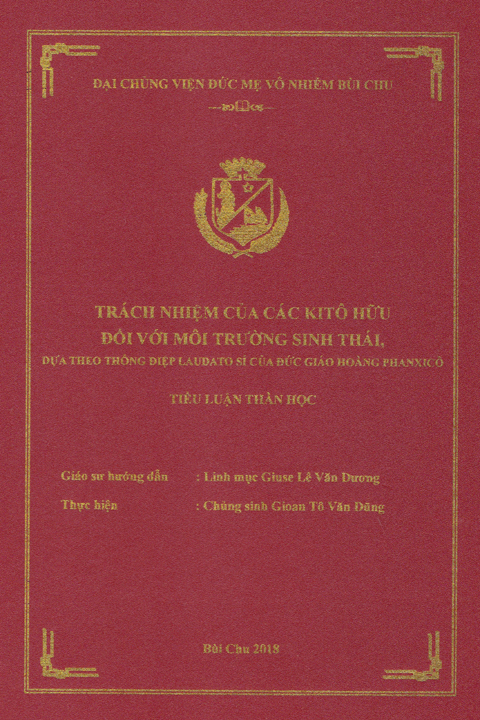 ĐẠI CHỦNG VIỆN ĐỨC MẸ VÔ NHIỄM BÙI CHU
TRÁCH NHIỆM CỦA CÁC KITÔ HỮU
ĐỐI VỚI MÔI TRƯỜNG SINH THÁI,
DỰA THEO THÔNG ĐIỆP LAUDATO SI CỦA ĐỨC GIÁO HOÀNG PHANXICÔ
TIỂU LUẬN THẦN HỌC
Giáo sư hướng dẫn : Linh mục Giuse Lê Văn Dương
Thực hiện : Chủng sinh Gioan Tô Văn Dũng
Bùi Chu 2018